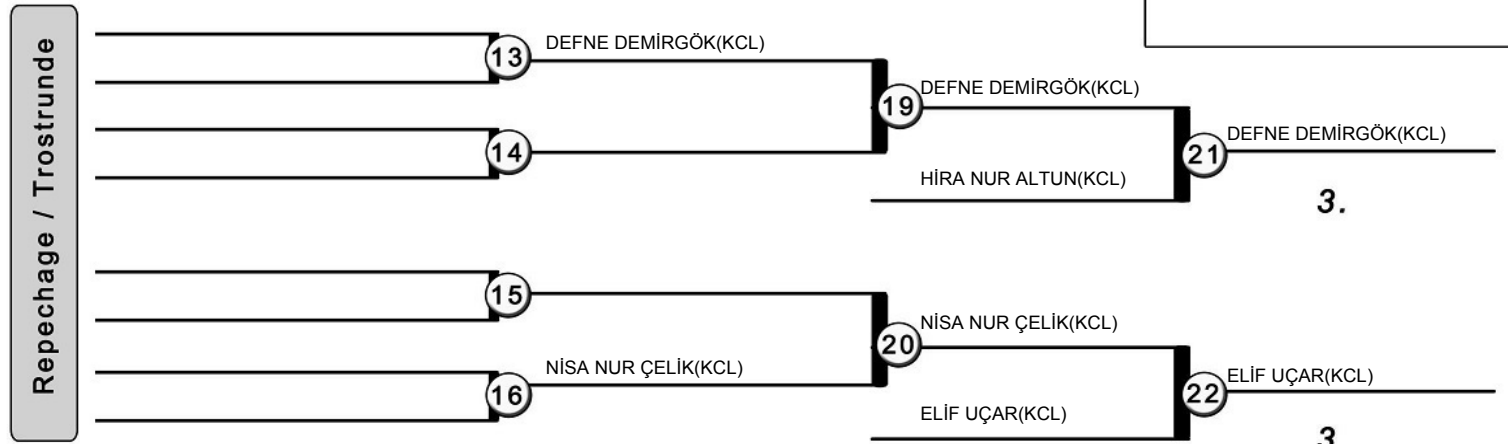 Repechage / Trostrunde
13
DEFNE DEMİRGÖK(KCL)
14
19
DEFNE DEMİRGÖK(KCL)
HİRA NUR ALTUN(KCL)
21
DEFNE DEMİRGÖK(KCL)
3.
15
16
NİSA NUR ÇELİK(KCL)
20
NİSA NUR ÇELİK(KCL)
ELİF UÇAR(KCL)
22
ELİF UÇAR(KCL)
3